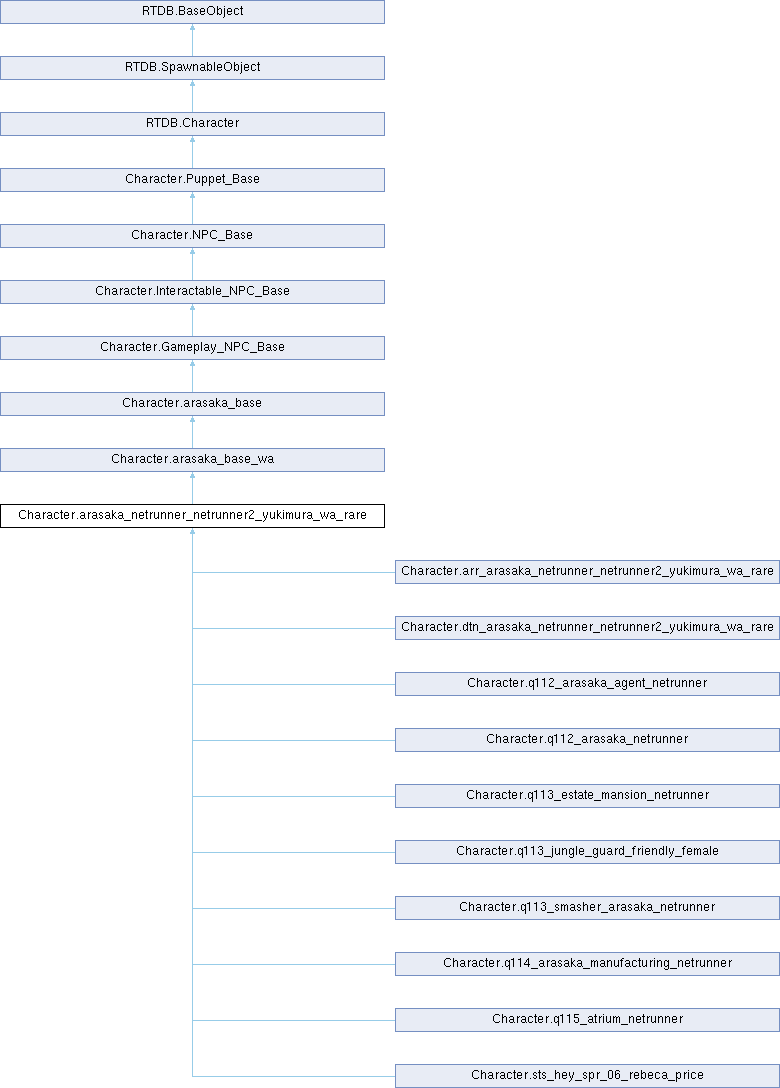 RTDB.BaseObject
RTDB.SpawnableObject
RTDB.Character
Character.Puppet_Base
Character.NPC_Base
Character.Interactable_NPC_Base
Character.Gameplay_NPC_Base
Character.arasaka_base
Character.arasaka_base_wa
Character.arasaka_netrunner_netrunner2_yukimura_wa_rare
Character.arr_arasaka_netrunner_netrunner2_yukimura_wa_rare
Character.dtn_arasaka_netrunner_netrunner2_yukimura_wa_rare
Character.q112_arasaka_agent_netrunner
Character.q112_arasaka_netrunner
Character.q113_estate_mansion_netrunner
Character.q113_jungle_guard_friendly_female
Character.q113_smasher_arasaka_netrunner
Character.q114_arasaka_manufacturing_netrunner
Character.q115_atrium_netrunner
Character.sts_hey_spr_06_rebeca_price